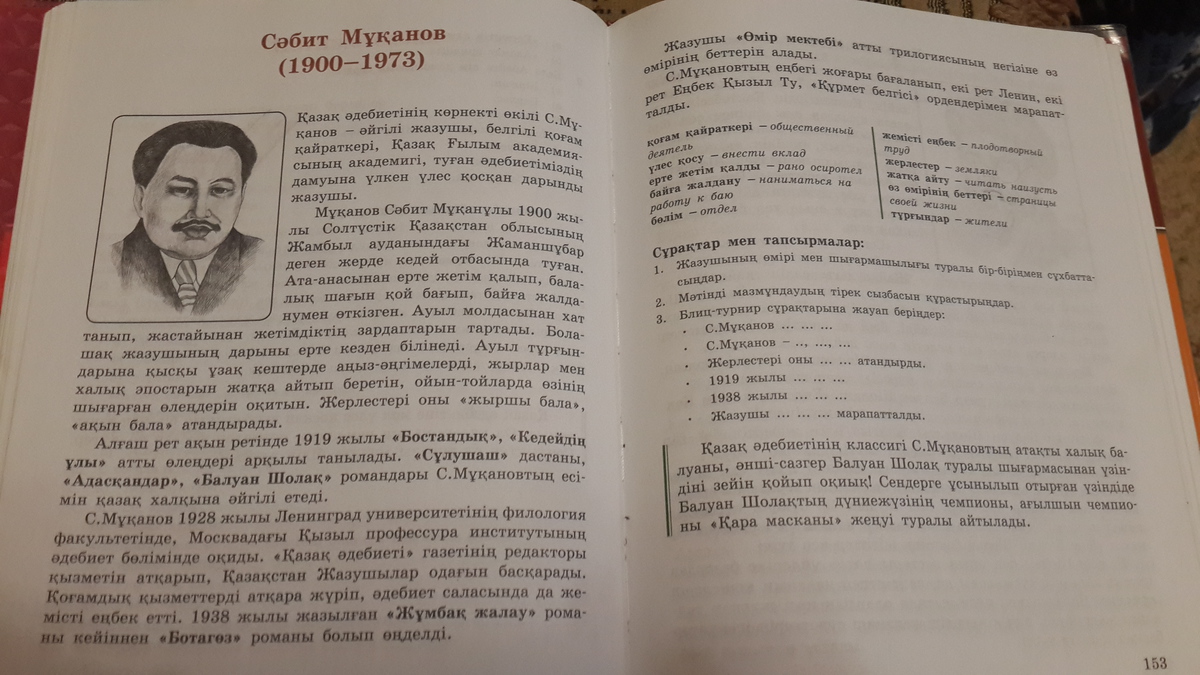 Сәбит Мұқанов
(1900—1973)
Қазақ әдебиетінің көрнекті өкілі С.Мұ-
қанов – әйгілі жазушы, белгілі қоғам
қайраткері, Қазақ Ғылым академия-
сының академигі, туған әдебиетіміздің
дамуына үлкен үлес қосқан дарынды
жазушы.
Мұқанов Сәбит Мұқанұлы 1900 жы-
лы Солтүстік Қазақстан облысының
Жамбыл ауданындағы Жаманшұбар
деген жерде кедей отбасында туған.
Ата-анасынан ерте жетім қалып, бала-
лық шағын қой бағып, байға жалда-
нумен өткізген. Ауыл молдасынан хат
танып, жастайынан жетімдіктің зардаптарын тартады. Бола-
шақ жазушының дарыны ерте кезден білінеді. Ауыл тұрғын-
дарына қысқы ұзақ кештерде аңыз-әңгімелерді, жырлар мен
халық эпостарын жатқа айтып беретін, ойын-тойларда өзінің
шығарған өлеңдерін оқитын. Жерлестері оны «жыршы бала»,
«ақын бала» атандырады.
Алғаш рет ақын ретінде 1919 жылы «Бостандық», «Кедейдің
ұлы» атты өлеңдері арқылы танылады. «Сұлушаш» дастаны,
«Адасқандар», «Балуан Шолақ» романдары С.Мұқановтың есі-
мін қазақ халқына әйгілі етеді.
С.Мұқанов 1928 жылы Ленинград университетінің филология
факультетінде, Москвадағы Қызыл профессура институтының
әдебиет бөлімінде оқиды. «Қазақ әдебиеті» газетінің редакторы
қызметін атқарып, Қазақстан Жазушылар одағын басқарады.
Қоғамдық қызметтерді атқара жүріп, әдебиет саласында да же-
місті еңбек етті. 1938 жылы жазылған «Жұмбақ жалау» рома-
ны кейіннен «Ботагөз» романы болып өңделді.
Жазушы «Өмір мектебі» атты трилогиясының негізіне өз
өмірінің беттерін алады.
С.Мұқановтың еңбегі жоғары бағаланып, екі рет Ленин, екі
рет Еңбек Қызыл Ту, «Құрмет белгісі» ордендерімен марапат-
талды.
қоғам қайраткері – общественный
деятель
үлес қосу – внести вклад
ерте жетім қалды – рано осиротел
байға жалдану – наниматься на
работу к баю
бөлім – отдел
жемісті еңбек – плодотворный
труд
жерлестер – земляки
жатқа айту – читать наизусть
өз өмірінің беттері – страницы
своей жизни
тұрғындар – жители
Сұрақтар мен тапсырмалар:
1. Жазушының өмірі мен шығармашылығы туралы бір-біріңмен сұхбатта-
сыңдар.
2. Мәтінді мазмұндаудың тірек сызбасын құрастырыңдар.
3. Блиц-турнир сұрақтарына жауап беріңдер:
• С.Мұқанов ... ... ...
• С.Мұқанов – .., ..., ...
• Жерлестері оны ... ... атандырды.
• 1919 жылы ... ... ...
• 1938 жылы ... ... ...
• Жазушы ... ... ... марапатталды.
Қазақ әдебиетінің классигі С.Мұқановтың атақты халық ба-
луаны, әнші-сазгер Балуан Шолақ туралы шығармасынан үзін-
діні зейін қойып оқиық! Сендерге ұсынылып отырған үзіндіде
Балуан Шолақтың дүниежүзінің чемпионы, ағылшын чемпио-
ны «Қара масканы» жеңуі туралы айтылады.
153